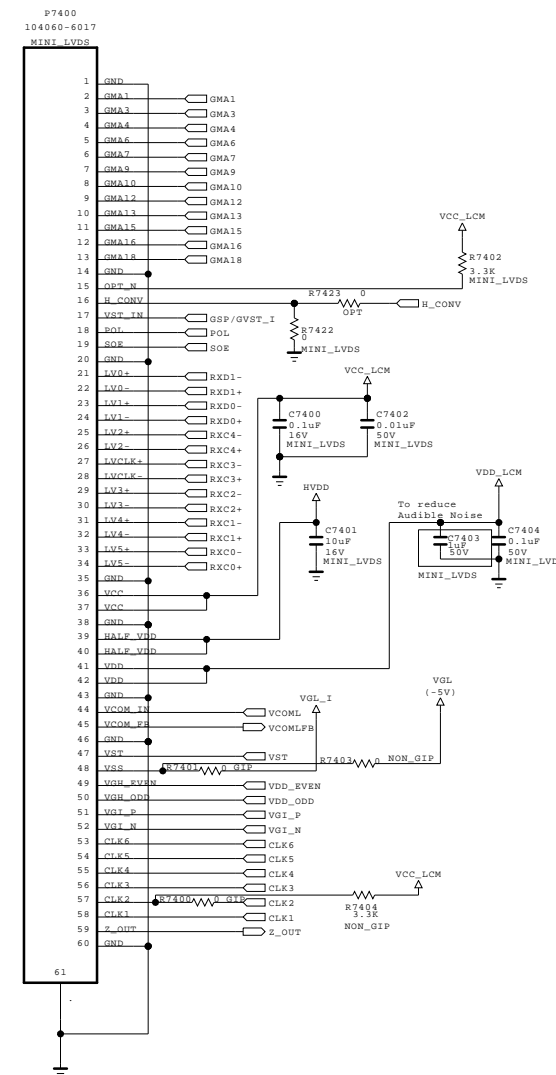 P7400
104060-6017
MINI_LVDS
1 GND
2 GMA1 GMA1
3 GMA3 GMA3
4 GMA4 GMA4
5 GMA6 GMA6
6 GMA7 GMA7
7 GMA9 GMA9
8 GMA10 GMA10
9 GMA12 GMA12
10 GMA13 GMA13
11 GMA15 GMA15
12 GMA16 GMA16
13 GMA18 GMA18
14 GND
15 OPT_N
16 H_CONV
17 VST_IN GSP/GVST_I
18 POL POL
19 SOE SOE
20 GND
21 LV0+ RXD1-
22 LV0- RXD1+
23 LV1+ RXD0-
24 LV1- RXD0+
25 LV2+ RXC4-
26 LV2- RXC4+
27 LVCLK+ RXC3-
28 LVCLK- RXC3+
29 LV3+ RXC2-
30 LV3- RXC2+
31 LV4+ RXC1-
32 LV4- RXC1+
33 LV5+ RXC0-
34 LV5- RXC0+
35 GND
36 VCC
37 VCC
38 GND
39 HALF_VDD
40 HALF_VDD
41 VDD
42 VDD
43 GND
44 VCOM_IN VCOML
45 VCOM_FB VCOMLFB
46 GND
47 VST VST
48 VSS
49 VGH_EVEN VDD_EVEN
50 VGH_ODD VDD_ODD
51 VGI_P VGI_P
52 VGI_N VGI_N
53 CLK6 CLK6
54 CLK5 CLK5
55 CLK4 CLK4
56 CLK3 CLK3
57 CLK2 CLK2
58 CLK1 CLK1
59 Z_OUT Z_OUT
60 GND
61
VCC_LCM
R7402
3.3K
MINI_LVDS
R7423 0
OPT
H_CONV
R7422
0
MINI_LVDS
VCC_LCM
C7400
0.1uF
16V
MINI_LVDS
C7402
0.01uF
50V
MINI_LVDS
HVDD
C7401
10uF
16V
MINI_LVDS
VDD_LCM
To reduce
Audible Noise
C7403
1uF
50V
MINI_LVDS
C7404
0.1uF
50V
MINI_LVD
VGL
(-5V)
VGL_I
R7401 0 GIP
R7403 0 NON_GIP
R7400 0 GIP
VCC_LCM
R7404
3.3K
NON_GIP